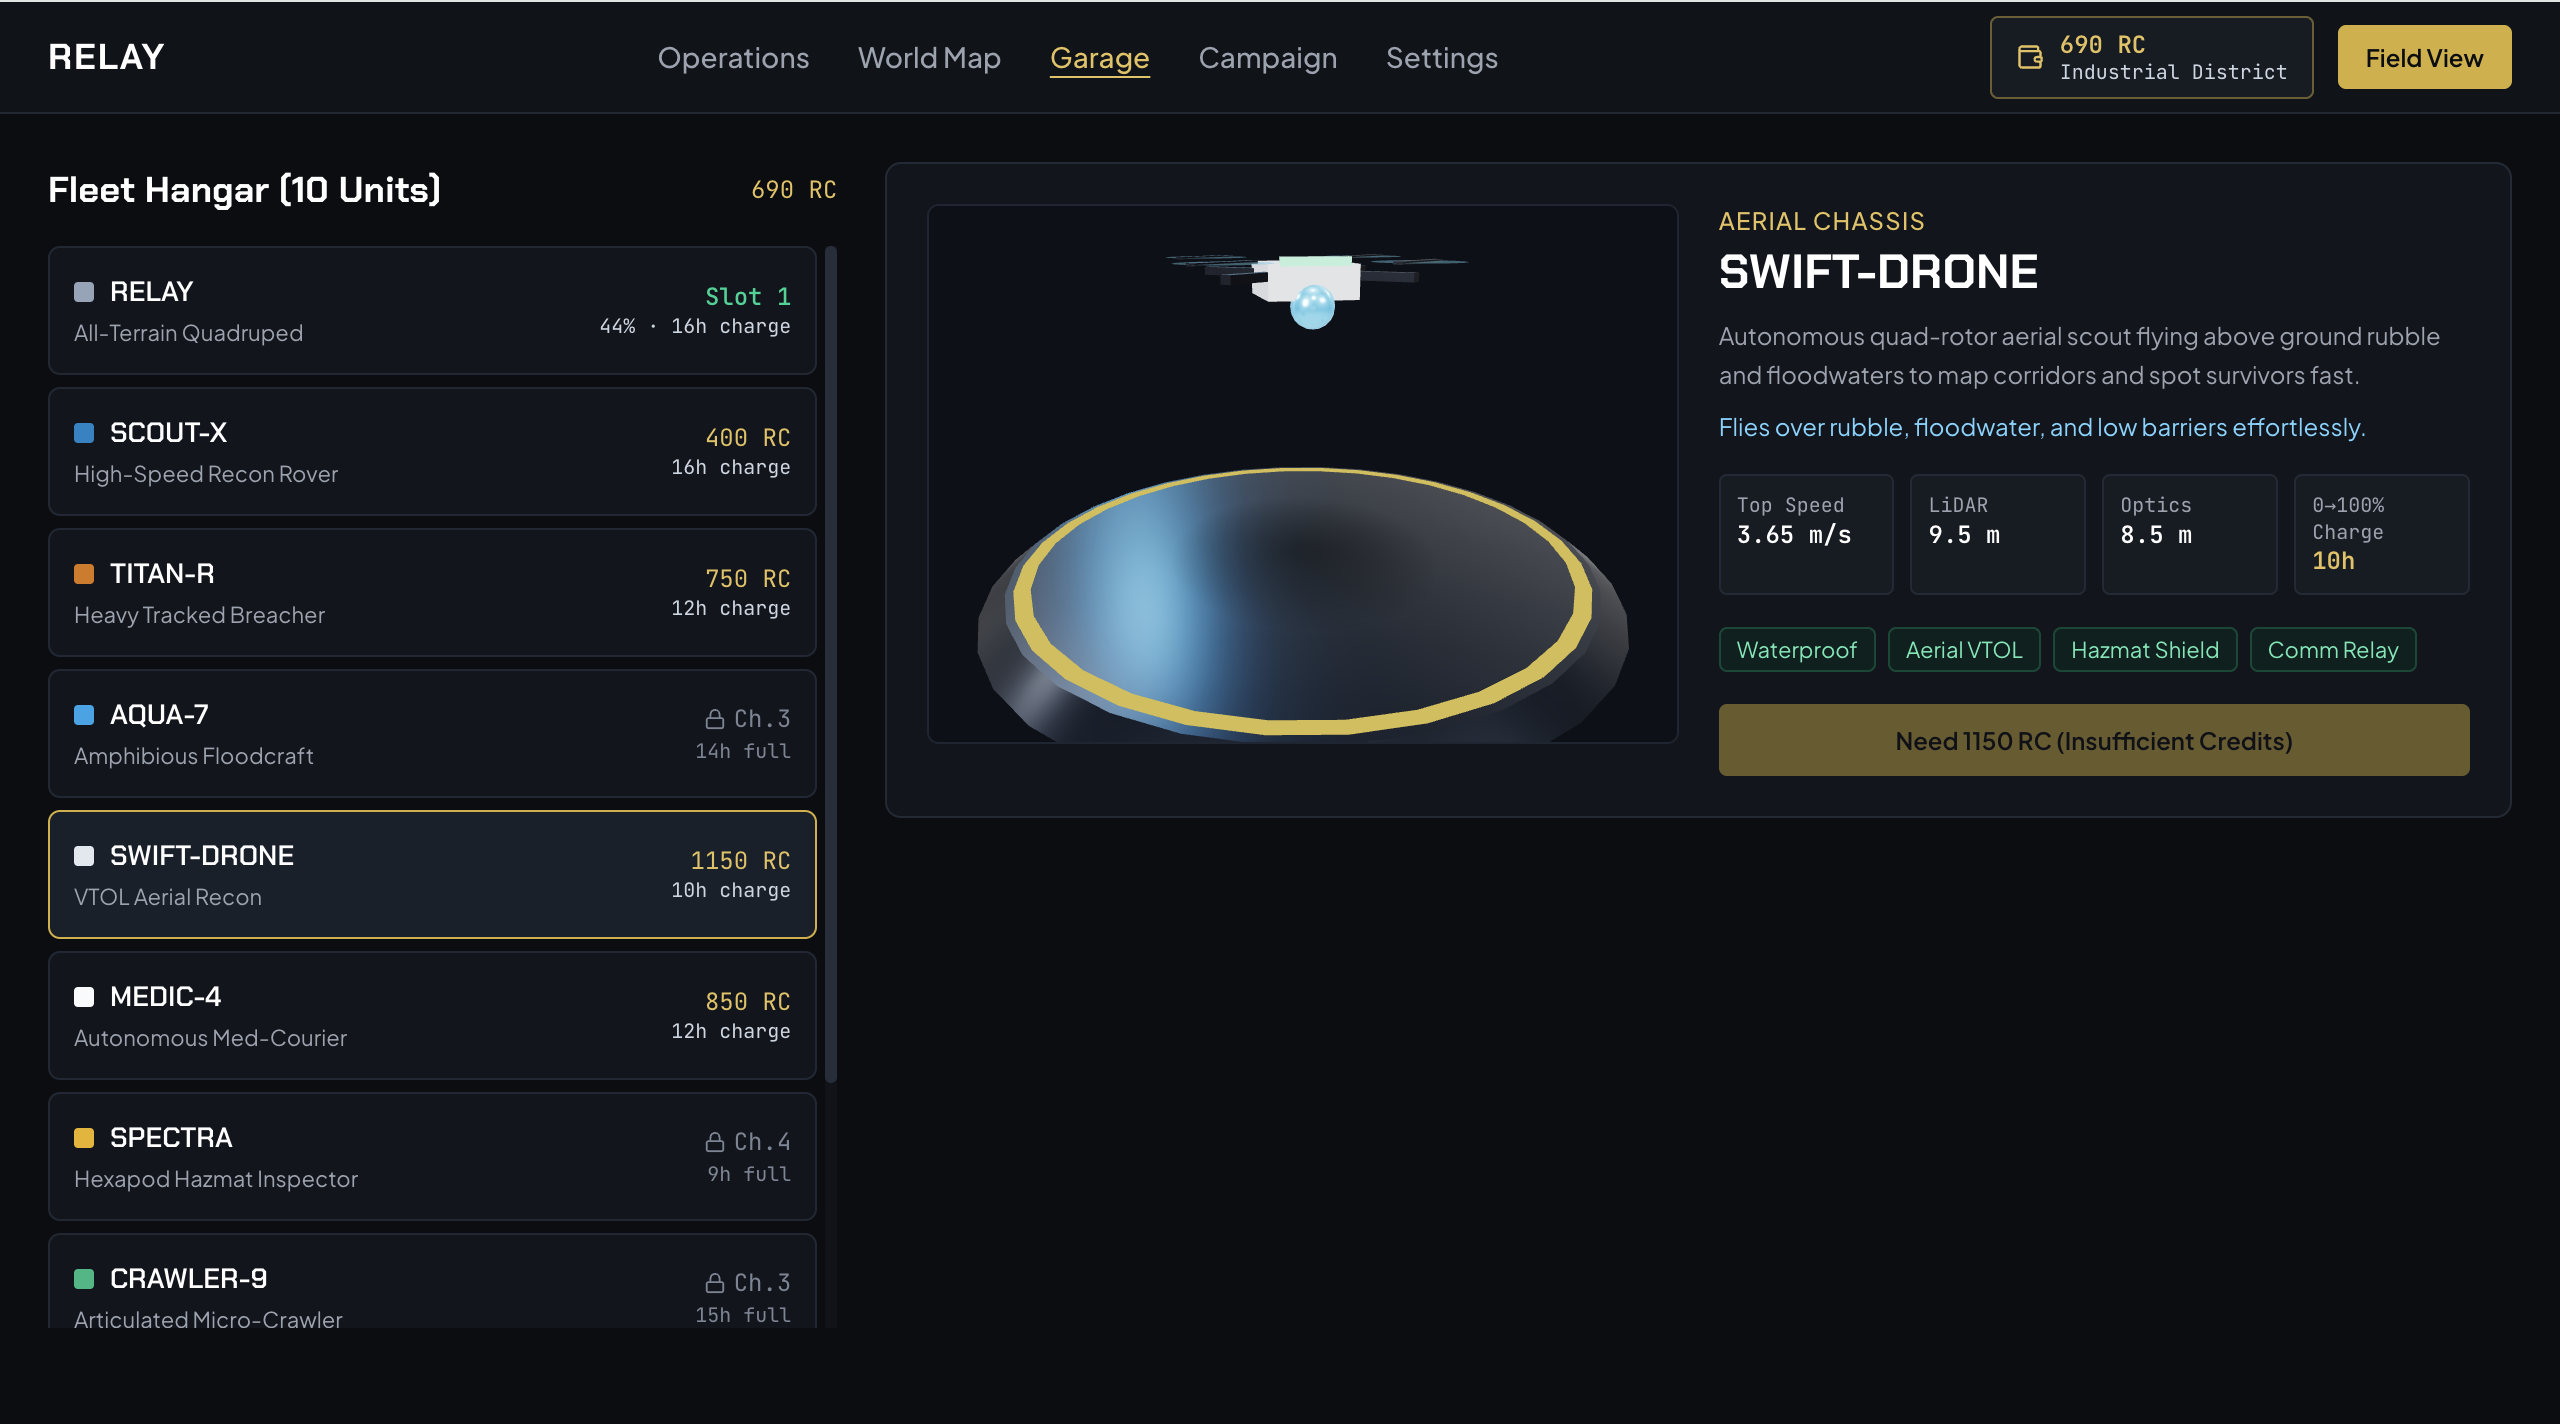 RELAY
Operations
World Map
Garage
Campaign
Settings
690 RC
Industrial District
Field View
Fleet Hangar (10 Units)
690 RC
RELAY
All-Terrain Quadruped
Slot 1
44% · 16h charge
SCOUT-X
High-Speed Recon Rover
400 RC
16h charge
TITAN-R
Heavy Tracked Breacher
750 RC
12h charge
AQUA-7
Amphibious Floodcraft
Ch.3
14h full
SWIFT-DRONE
VTOL Aerial Recon
1150 RC
10h charge
MEDIC-4
Autonomous Med-Courier
850 RC
12h charge
SPECTRA
Hexapod Hazmat Inspector
Ch.4
9h full
CRAWLER-9
Articulated Micro-Crawler
Ch.3
15h full
AERIAL CHASSIS
SWIFT-DRONE
Autonomous quad-rotor aerial scout flying above ground rubble
and floodwaters to map corridors and spot survivors fast.
Flies over rubble, floodwater, and low barriers effortlessly.
Top Speed
3.65 m/s
LiDAR
9.5 m
Optics
8.5 m
0→100%
Charge
10h
Waterproof
Aerial VTOL
Hazmat Shield
Comm Relay
Need 1150 RC (Insufficient Credits)